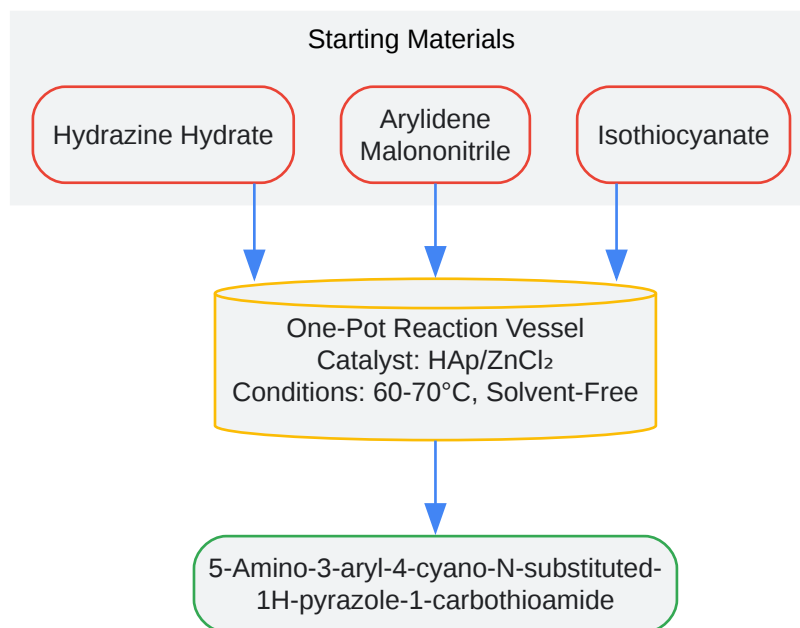 Starting Materials
Hydrazine Hydrate
Arylidene
Malononitrile
Isothiocyanate
One-Pot Reaction Vessel
Catalyst: HAp/ZnCl₂
Conditions: 60-70°C, Solvent-Free
5-Amino-3-aryl-4-cyano-N-substituted-
1H-pyrazole-1-carbothioamide